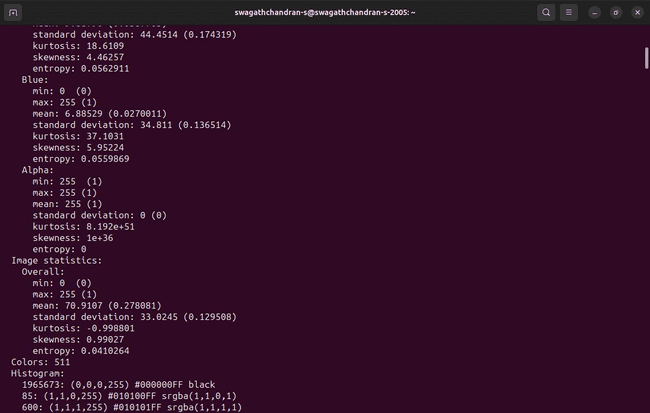 swagathchandran-s@swagathchandran-s-2005: ~
standard deviation: 44.4514 (0.174319)
kurtosis: 18.6109
skewness: 4.46257
entropy: 0.0562911
Blue:
min: 0  (0)
max: 255 (1)
mean: 6.88529 (0.0270011)
standard deviation: 34.811 (0.136514)
kurtosis: 37.1031
skewness: 5.95224
entropy: 0.0559869
Alpha:
min: 255  (1)
max: 255 (1)
mean: 255 (1)
standard deviation: 0 (0)
kurtosis: 8.192e+51
skewness: 1e+36
entropy: 0
Image statistics:
Overall:
min: 0  (0)
max: 255 (1)
mean: 70.9107 (0.278081)
standard deviation: 33.0245 (0.129508)
kurtosis: -0.998801
skewness: 0.99027
entropy: 0.0410264
Colors: 511
Histogram:
1965673: (0,0,0,255) #000000FF black
85: (1,1,0,255) #010100FF srgba(1,1,0,1)
600: (1,1,1,255) #010101FF srgba(1,1,1,1)